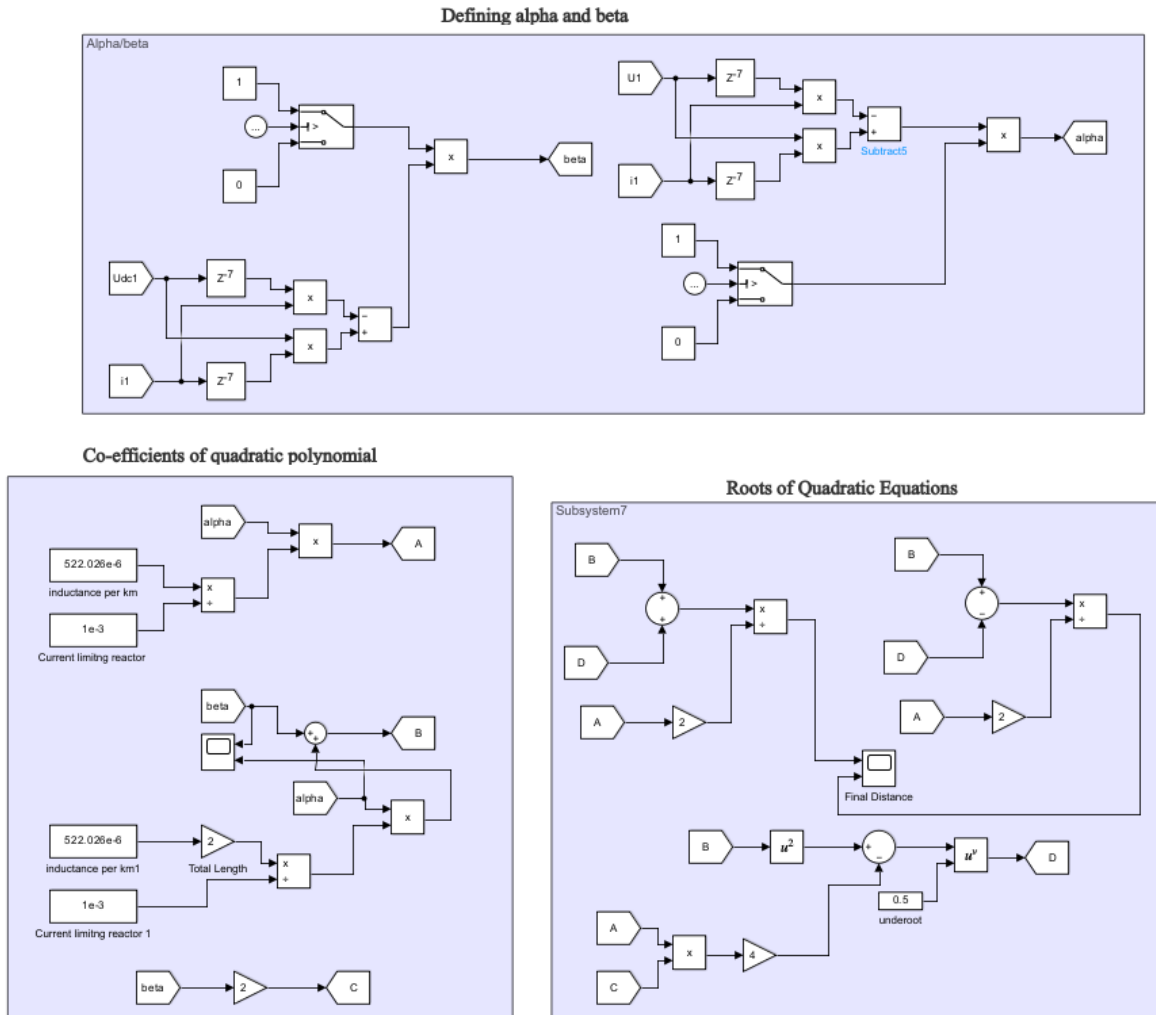 Defining alpha and beta
Alpha/beta
1
...
>
0
x
beta
Udc1
Z-7
x
−
+
x
i1
Z-7
U1
Z-7
x
−
+
Subtract5
x
i1
Z-7
x
alpha
1
...
>
0
Co-efficients of quadratic polynomial
alpha
x
A
522.026e-6
inductance per km
x
÷
1e-3
Current limitng reactor
beta
+
+
B
alpha
x
522.026e-6
inductance per km1
2
Total Length
x
÷
1e-3
Current limitng reactor 1
beta
2
C
Roots of Quadratic Equations
Subsystem7
B
+
+
x
÷
D
A
2
B
+
−
x
÷
D
A
2
Final Distance
B
u2
+
−
uv
D
0.5
underoot
A
x
4
C